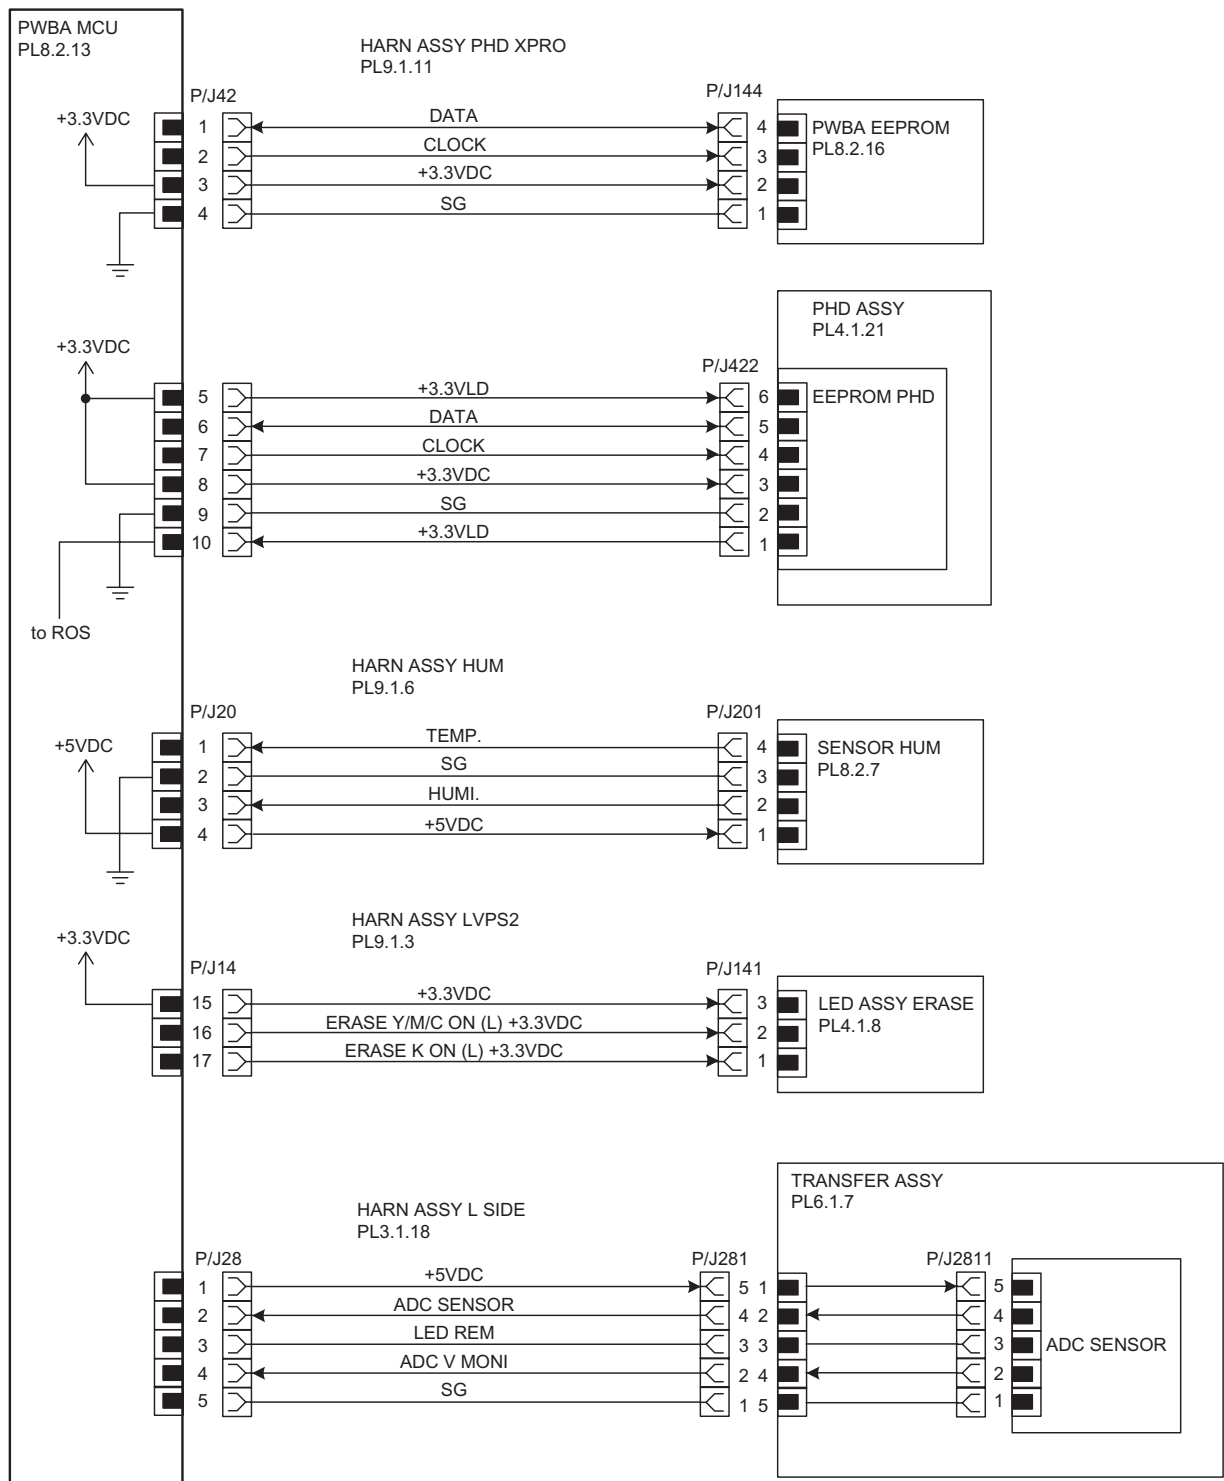 PWBA MCU
PL8.2.13
HARN ASSY PHD XPRO
PL9.1.11
P/J42
P/J144
+3.3VDC
1 DATA 4
2 CLOCK 3
3 +3.3VDC 2
4 SG 1
PWBA EEPROM
PL8.2.16
PHD ASSY
PL4.1.21
+3.3VDC
P/J422
5 +3.3VLD 6
6 DATA 5
7 CLOCK 4
8 +3.3VDC 3
9 SG 2
10 +3.3VLD 1
EEPROM PHD
to ROS
HARN ASSY HUM
PL9.1.6
P/J20
P/J201
+5VDC
1 TEMP. 4
2 SG 3
3 HUMI. 2
4 +5VDC 1
SENSOR HUM
PL8.2.7
HARN ASSY LVPS2
PL9.1.3
+3.3VDC
P/J14
P/J141
15 +3.3VDC 3
16 ERASE Y/M/C ON (L) +3.3VDC 2
17 ERASE K ON (L) +3.3VDC 1
LED ASSY ERASE
PL4.1.8
TRANSFER ASSY
PL6.1.7
HARN ASSY L SIDE
PL3.1.18
P/J28
P/J281
P/J2811
1 +5VDC 5 1 5
2 ADC SENSOR 4 2 4
3 LED REM 3 3 3
4 ADC V MONI 2 4 2
5 SG 1 5 1
ADC SENSOR